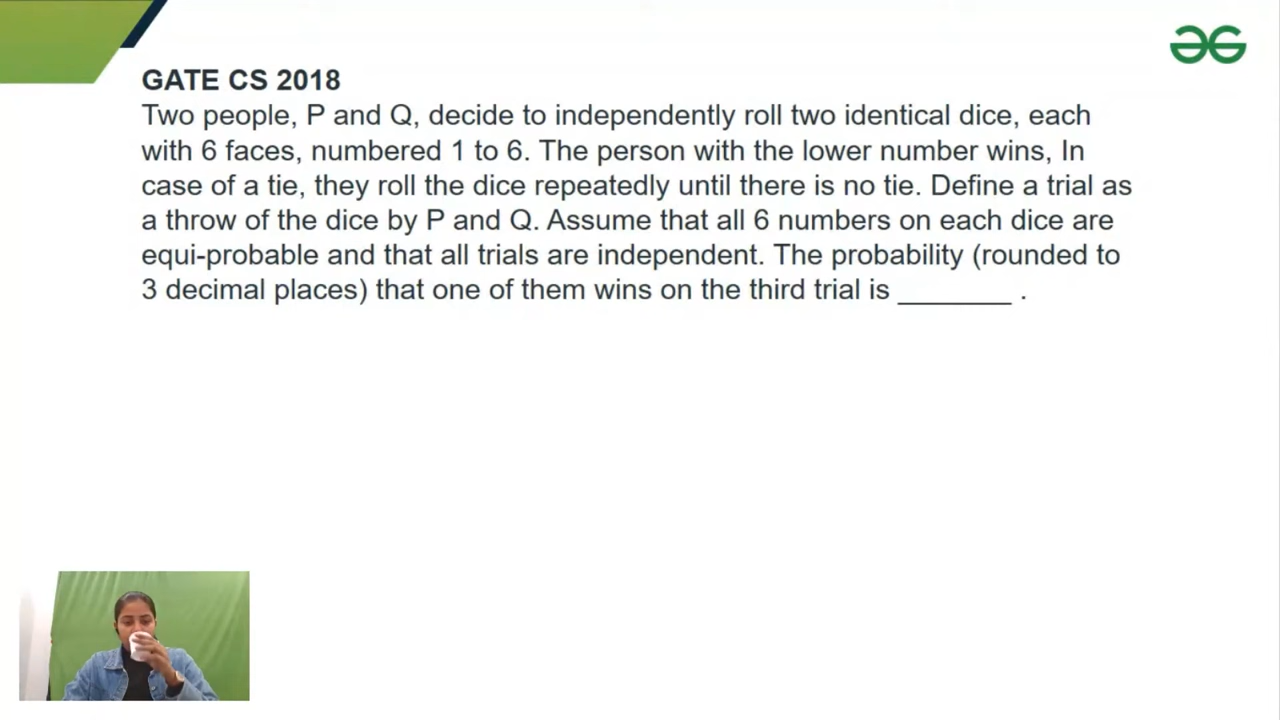 GATE CS 2018
Two people, P and Q, decide to independently roll two identical dice, each
with 6 faces, numbered 1 to 6. The person with the lower number wins, In
case of a tie, they roll the dice repeatedly until there is no tie. Define a trial as
a throw of the dice by P and Q. Assume that all 6 numbers on each dice are
equi-probable and that all trials are independent. The probability (rounded to
3 decimal places) that one of them wins on the third trial is ________ .